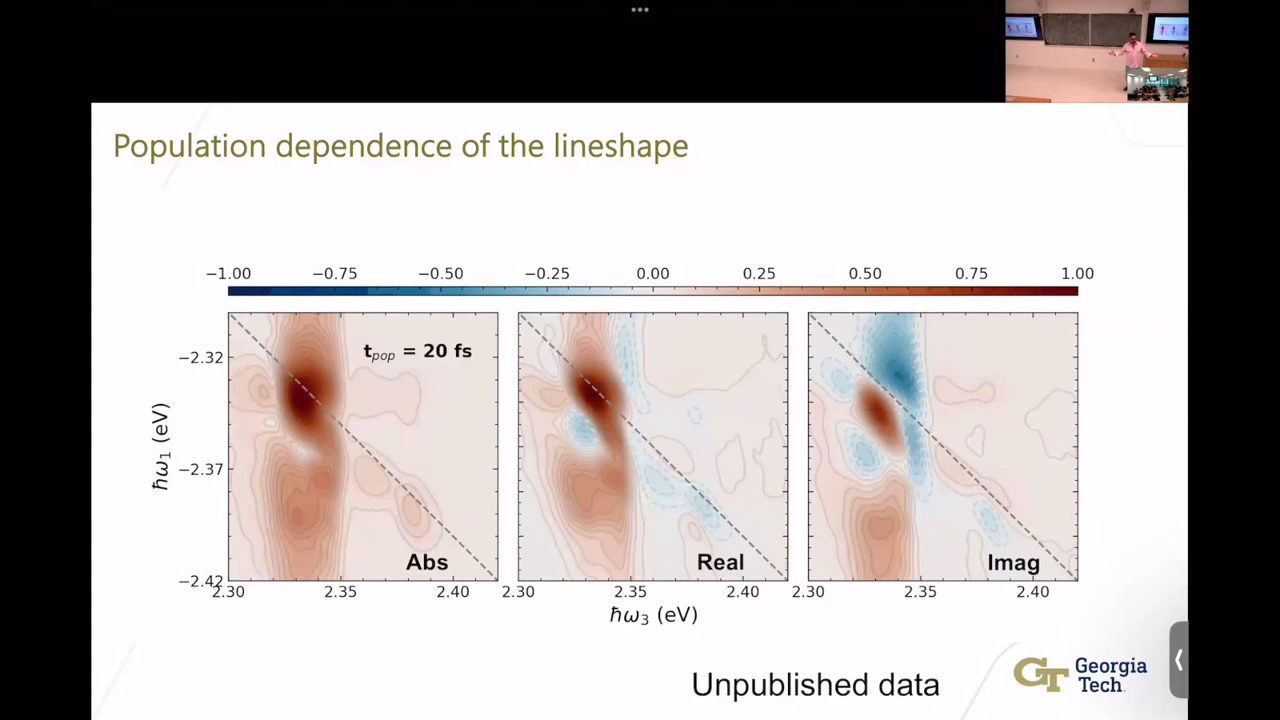 Population dependence of the lineshape
−1.00 −0.75 −0.50 −0.25 0.00 0.25 0.50 0.75 1.00
t_pop = 20 fs
−2.32
−2.37
−2.42
ħω₁ (eV)
Abs
Real
Imag
2.30 2.35 2.40 2.30 2.35 2.40 2.30 2.35 2.40
ħω₃ (eV)
Unpublished data
GT Georgia
Tech